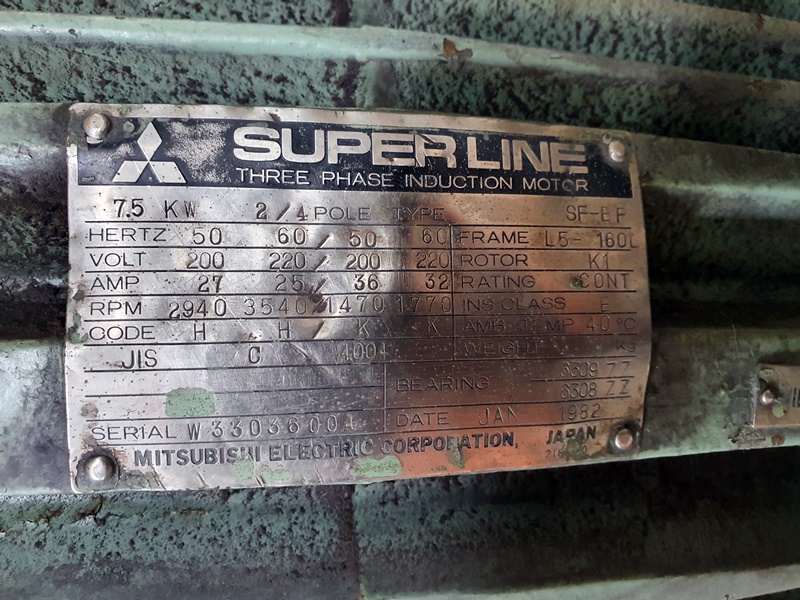 SUPER LINE
THREE PHASE INDUCTION MOTOR
7.5 KW 2/4 POLE TYPE SF-EF
HERTZ 50 60/50 60 FRAME L5-160L
VOLT 200 220/200 220 ROTOR K1
AMP 27 25/36 32 RATING CONT
RPM 2940 3540/1470 1770 INS CLASS E
CODE H H/K K AMB TEMP 40°C
JIS C 4004 WEIGHT Kg
6309 ZZ
BEARING 6308 ZZ
SERIAL W 33036004 DATE JAN 1982
MITSUBISHI ELECTRIC CORPORATION, JAPAN